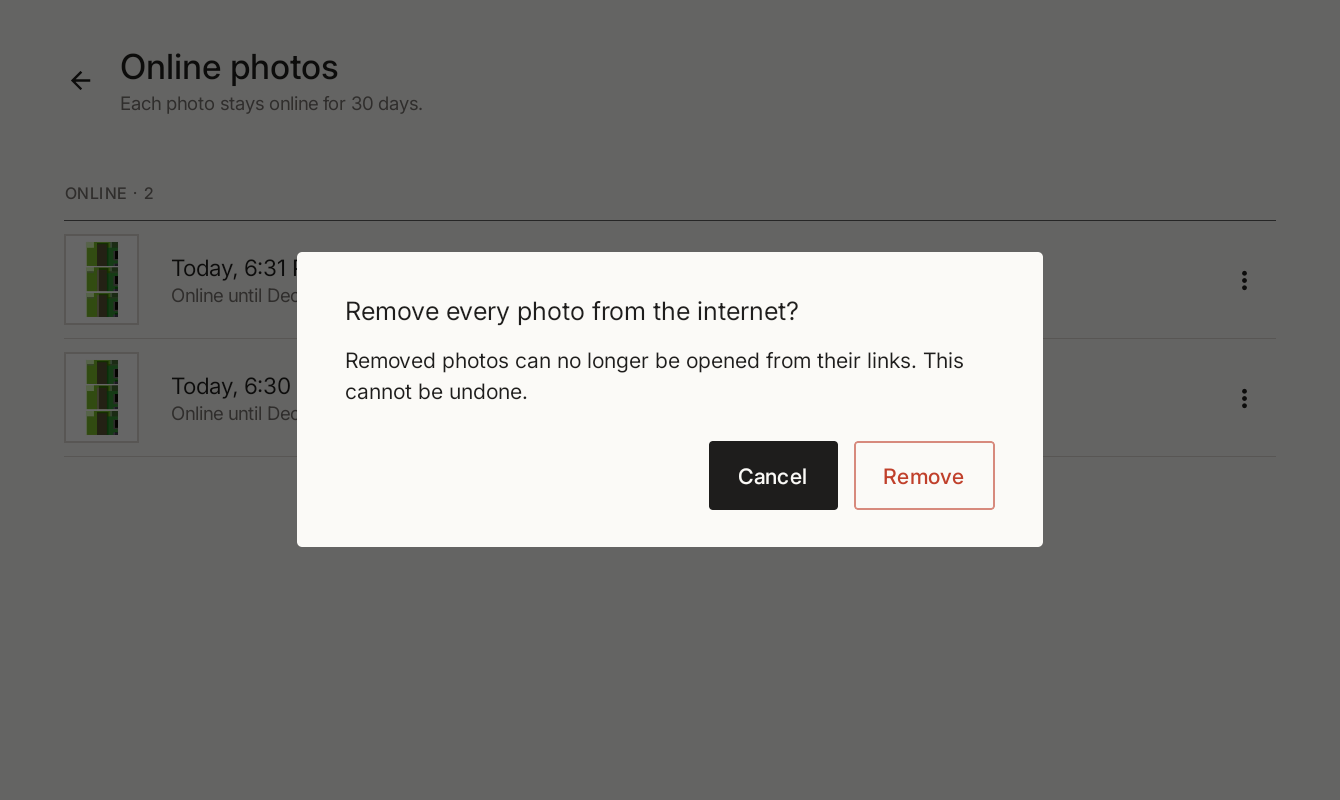 Online photos
Each photo stays online for 30 days.
ONLINE · 2
Today, 6:31
Online until Dec
Today, 6:30
Online until Dec
Remove every photo from the internet?
Removed photos can no longer be opened from their links. This
cannot be undone.
Cancel
Remove